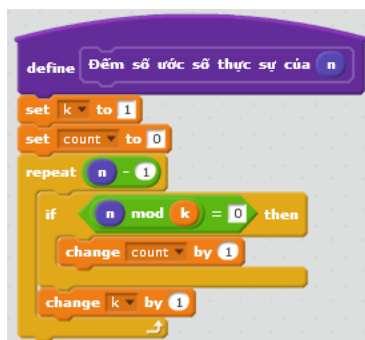 define Đếm số ước số thực sự của n
set k to 1
set count to 0
repeat n - 1
if n mod k = 0 then
change count by 1
change k by 1